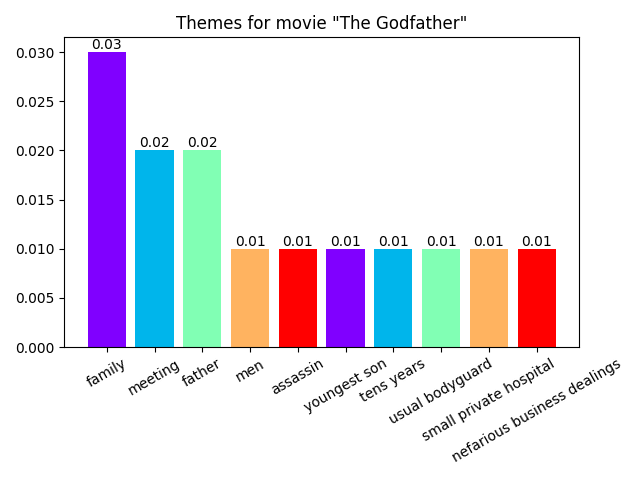 Themes for movie "The Godfather"
0.030
0.025
0.020
0.015
0.010
0.005
0.000
0.03
0.02
0.02
0.01
0.01
0.01
0.01
0.01
0.01
0.01
family
meeting
father
men
assassin
youngest son
tens years
usual bodyguard
small private hospital
nefarious business dealings